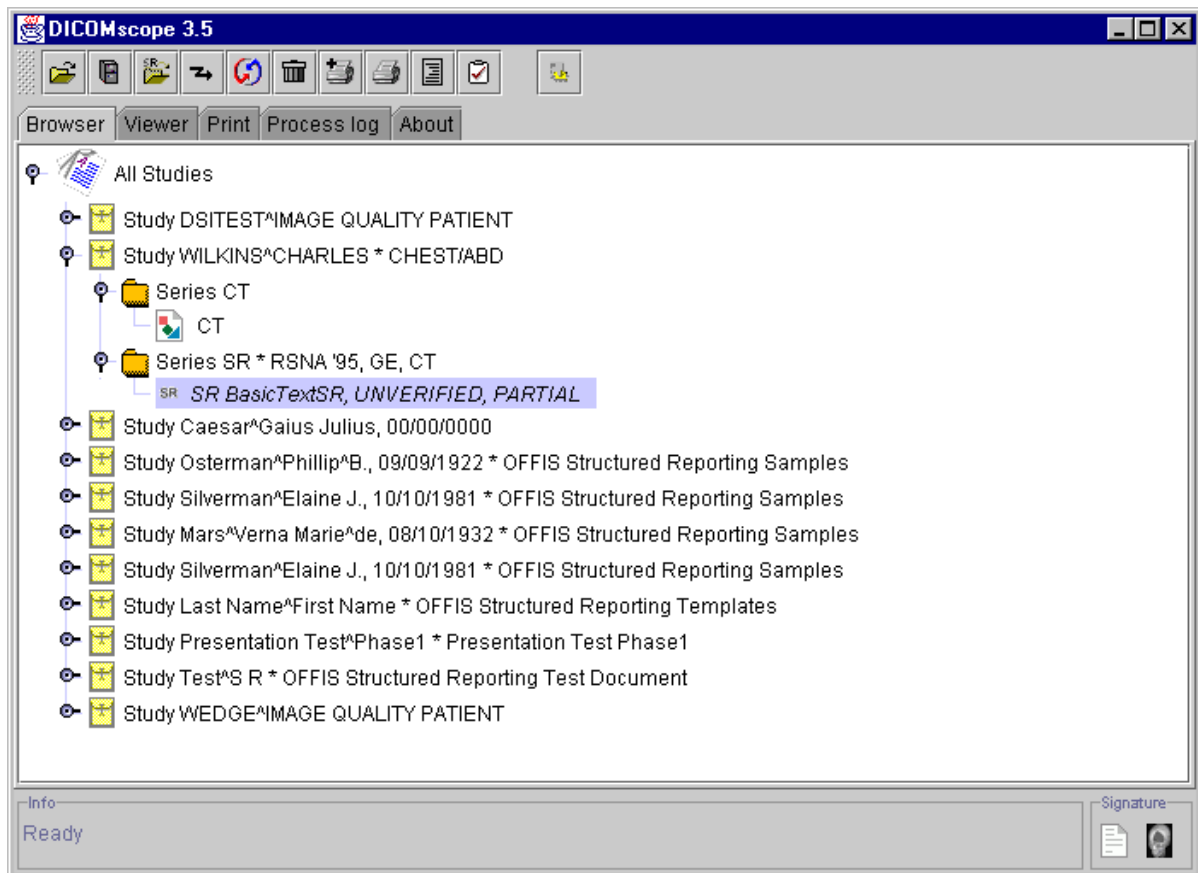 DICOMscope 3.5
SR
Browser Viewer Print Process log About
All Studies
Study DSITEST^IMAGE QUALITY PATIENT
Study WILKINS^CHARLES * CHEST/ABD
Series CT
CT
Series SR * RSNA '95, GE, CT
SR SR BasicTextSR, UNVERIFIED, PARTIAL
Study Caesar^Gaius Julius, 00/00/0000
Study Osterman^Phillip^B., 09/09/1922 * OFFIS Structured Reporting Samples
Study Silverman^Elaine J., 10/10/1981 * OFFIS Structured Reporting Samples
Study Mars^Verna Marie^de, 08/10/1932 * OFFIS Structured Reporting Samples
Study Silverman^Elaine J., 10/10/1981 * OFFIS Structured Reporting Samples
Study Last Name^First Name * OFFIS Structured Reporting Templates
Study Presentation Test^Phase1 * Presentation Test Phase1
Study Test^S R * OFFIS Structured Reporting Test Document
Study WEDGE^IMAGE QUALITY PATIENT
Info Signature
Ready